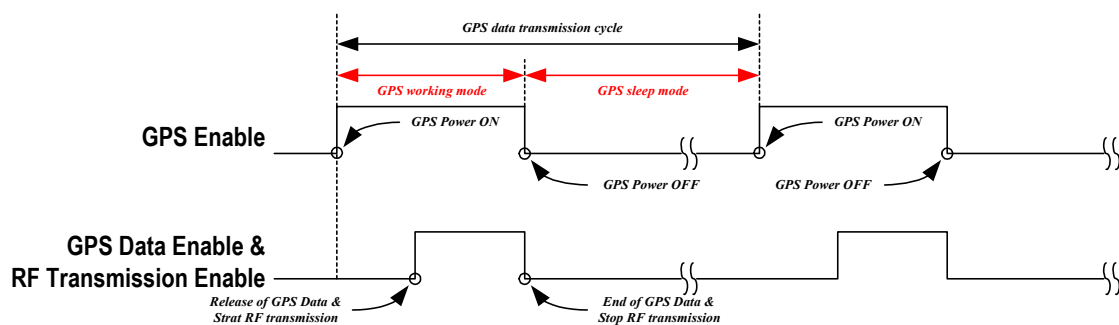 GPS data transmission cycle
GPS working mode
GPS sleep mode
GPS Enable
GPS Power ON
GPS Power ON
GPS Power OFF
GPS Power OFF
GPS Data Enable &
RF Transmission Enable
Release of GPS Data &
Strat RF transmission
End of GPS Data &
Stop RF transmission